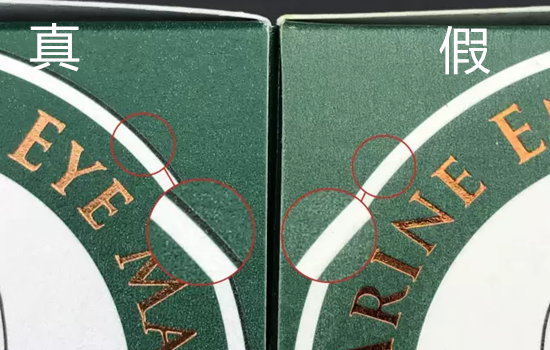 真
假
EYE MA
ARINE E